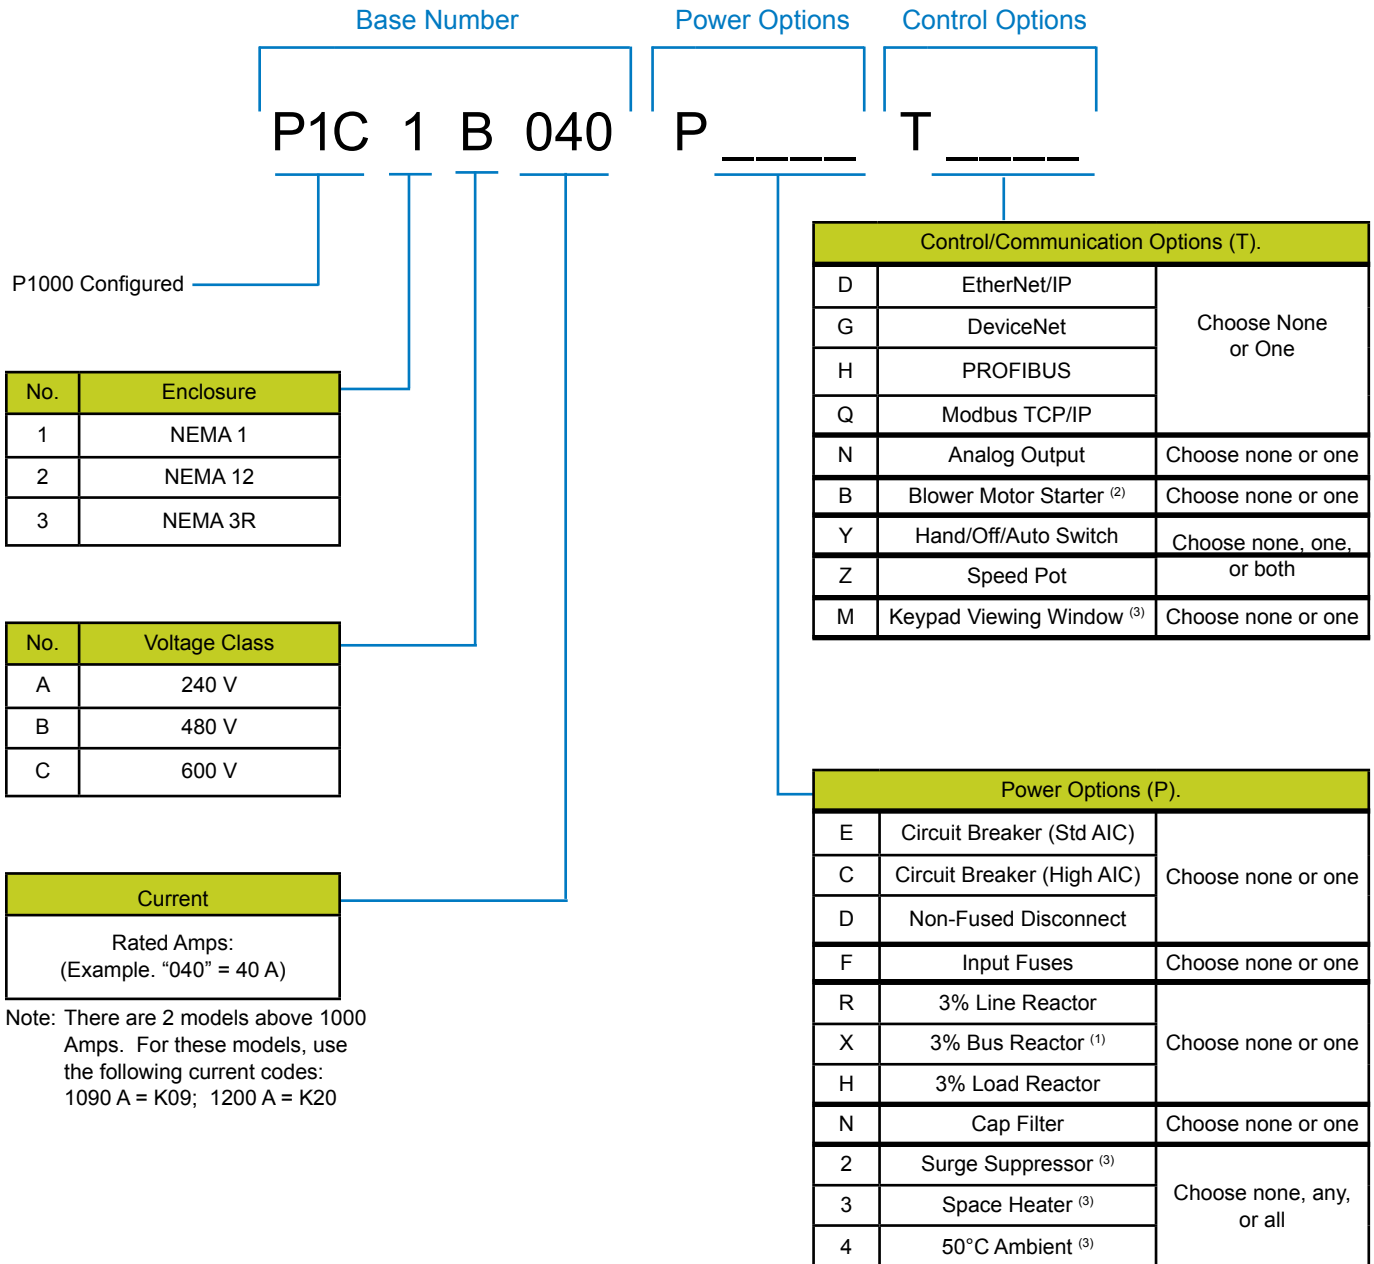 Base Number
Power Options
Control Options
P1C 1 B 040 P ____ T ____
P1000 Configured
No. Enclosure
1 NEMA 1
2 NEMA 12
3 NEMA 3R
No. Voltage Class
A 240 V
B 480 V
C 600 V
Current
Rated Amps:
(Example. “040” = 40 A)
Note: There are 2 models above 1000
Amps. For these models, use
the following current codes:
1090 A = K09; 1200 A = K20
Control/Communication Options (T).
D EtherNet/IP
G DeviceNet
H PROFIBUS
Q Modbus TCP/IP
Choose None
or One
N Analog Output Choose none or one
B Blower Motor Starter (2) Choose none or one
Y Hand/Off/Auto Switch
Z Speed Pot
Choose none, one,
or both
M Keypad Viewing Window (3) Choose none or one
Power Options (P).
E Circuit Breaker (Std AIC)
C Circuit Breaker (High AIC)
D Non-Fused Disconnect
Choose none or one
F Input Fuses Choose none or one
R 3% Line Reactor
X 3% Bus Reactor (1)
H 3% Load Reactor
Choose none or one
N Cap Filter Choose none or one
2 Surge Suppressor (3)
3 Space Heater (3)
4 50°C Ambient (3)
Choose none, any,
or all